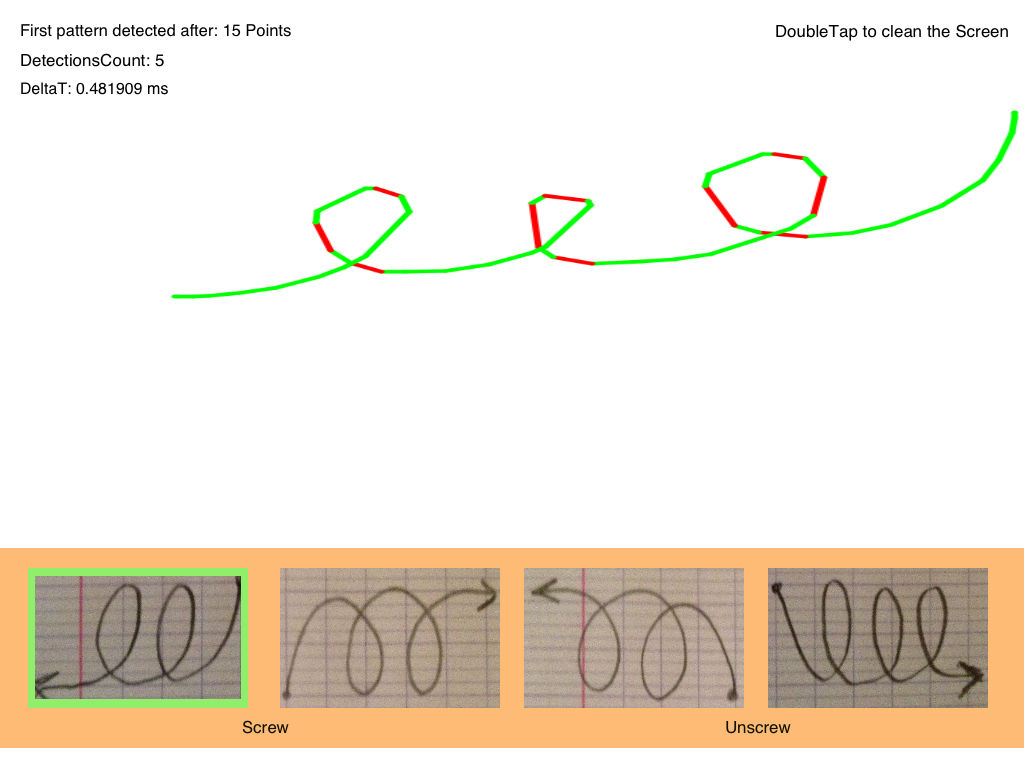 First pattern detected after: 15 Points
DoubleTap to clean the Screen
DetectionsCount: 5
DeltaT: 0.481909 ms
Screw
Unscrew